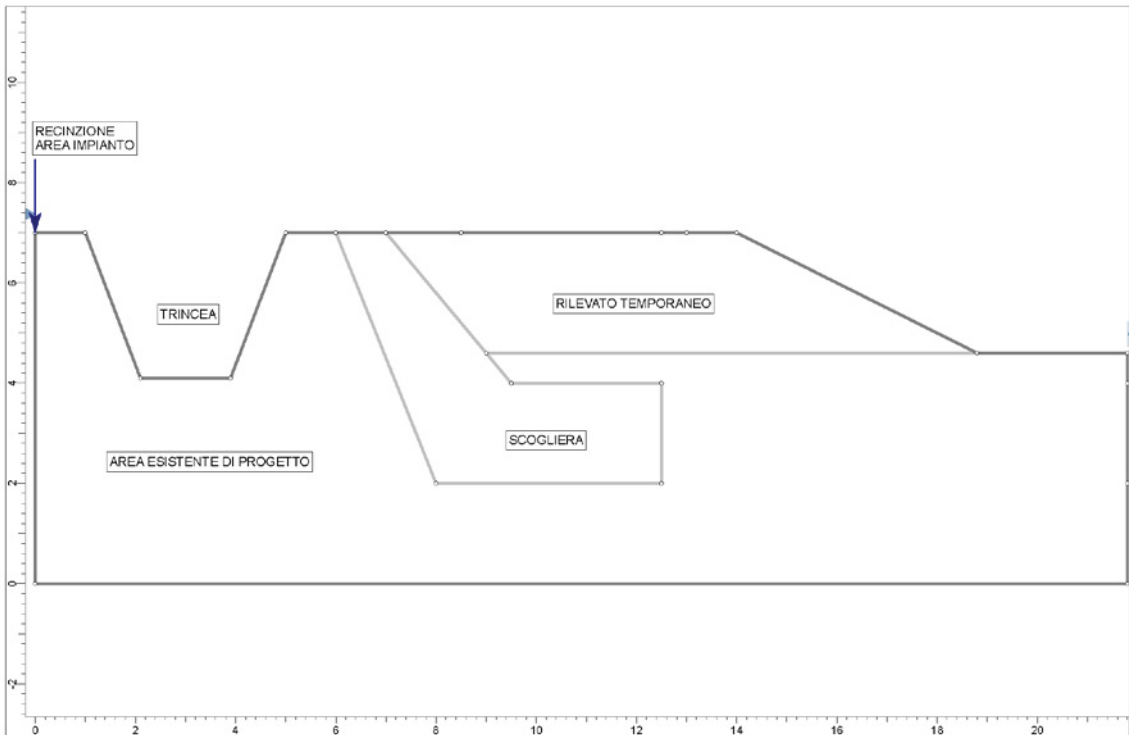 10
RECINZIONE
AREA IMPIANTO
8
6
TRINCEA
RILEVATO TEMPORANEO
4
SCOGLIERA
AREA ESISTENTE DI PROGETTO
2
0
-2
0 2 4 6 8 10 12 14 16 18 20